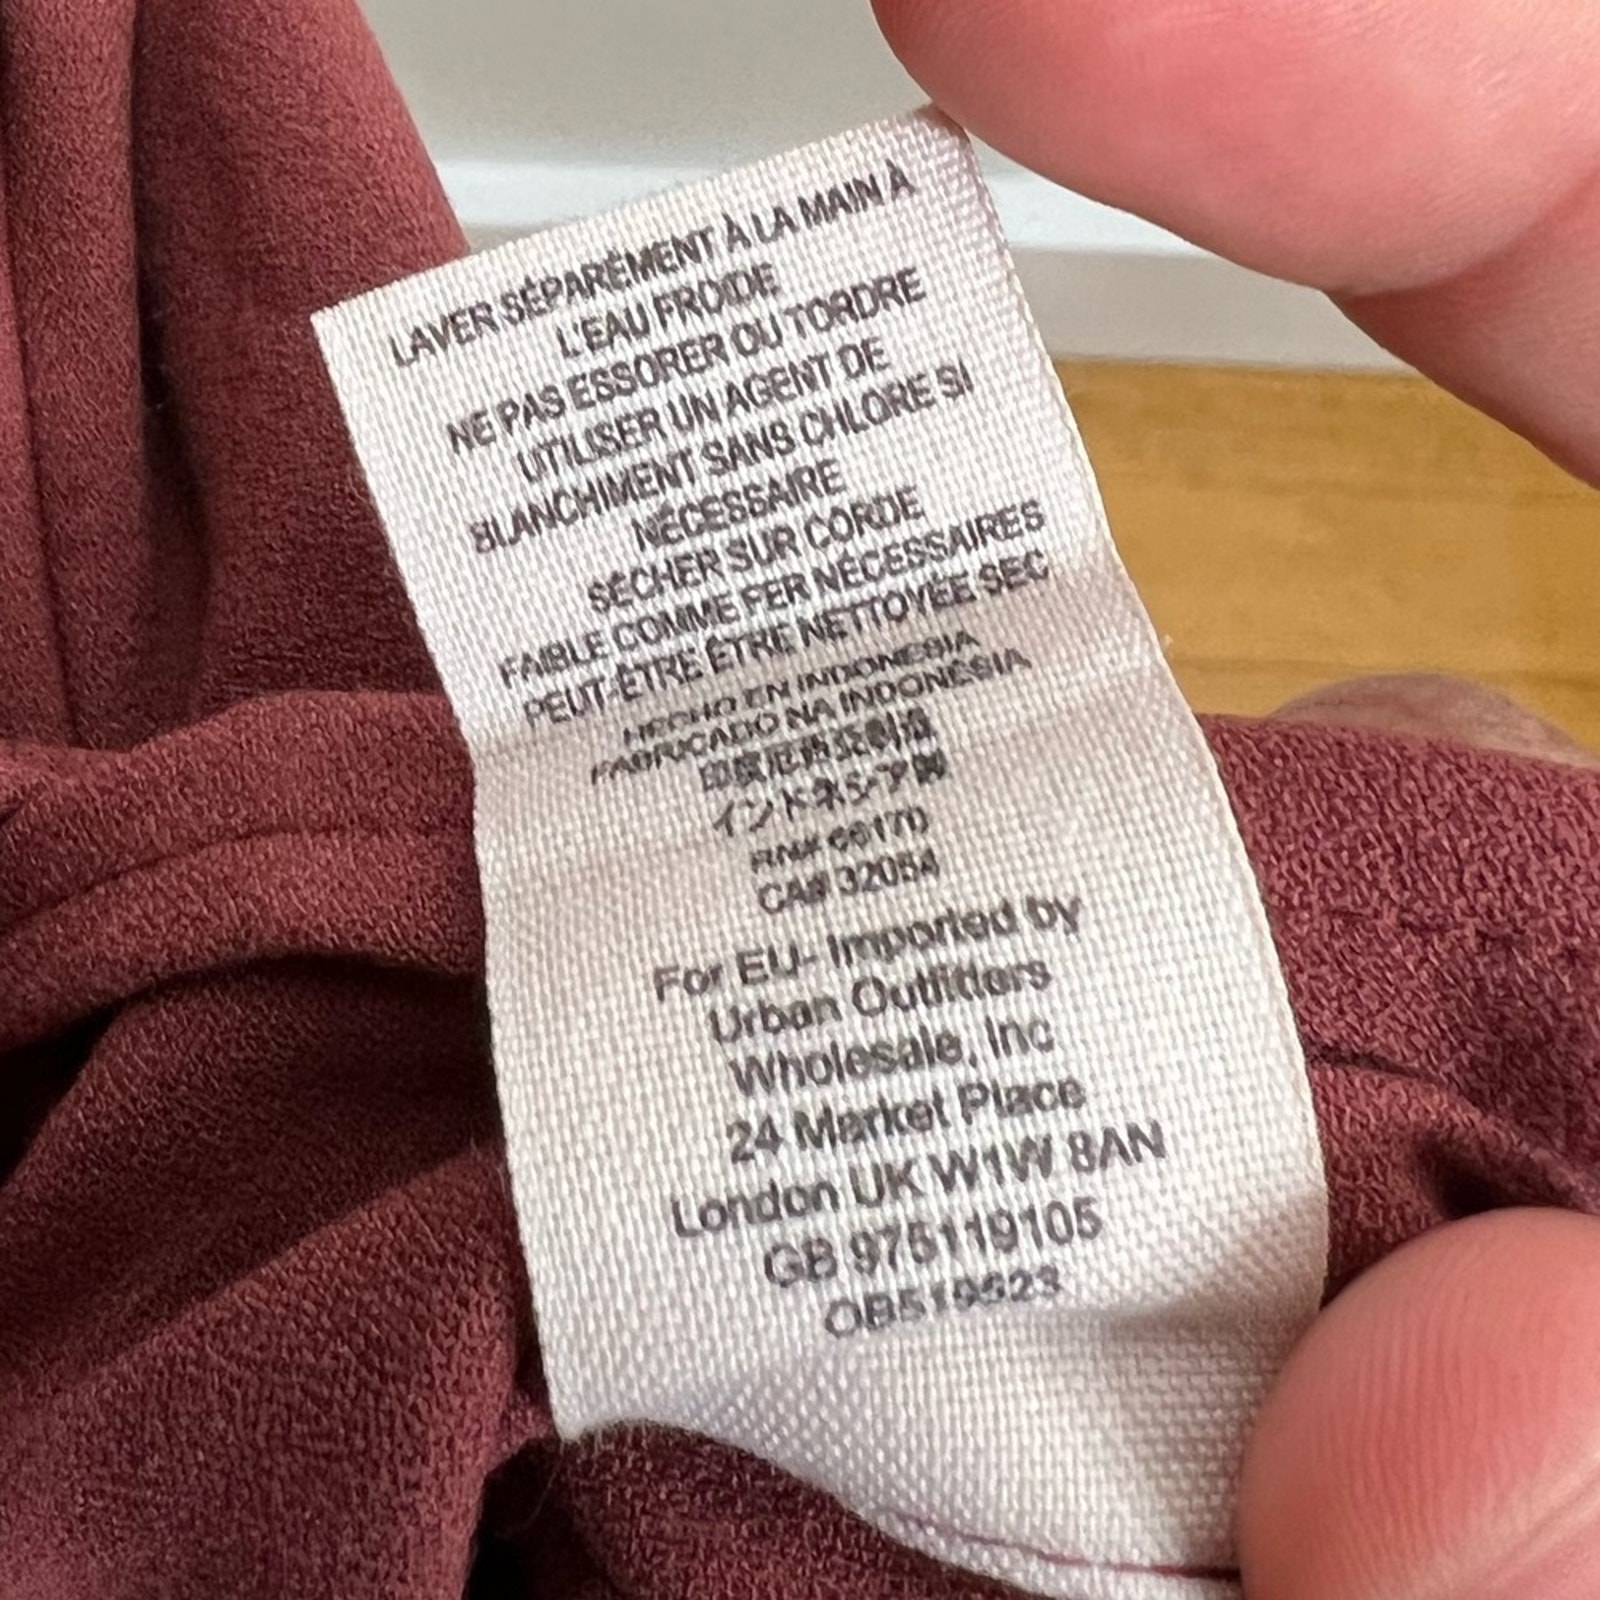 LAVER SÉPARÉMENT À LA MAIN À
L'EAU FROIDE
NE PAS ESSORER OU TORDRE
UTILISER UN AGENT DE
BLANCHIMENT SANS CHLORE SI
NÉCESSAIRE
SÉCHER SUR CORDE
FAIBLE COMME FER NÉCESSAIRES
PEUT-ÊTRE ÊTRE NETTOYÉE SEC
HECHO EN INDONESIA
FABRICADO NA INDONÉSIA
インドネシア製
RN# 66170
CA# 32054
For EU- Imported by
Urban Outfitters
Wholesale, Inc
24 Market Place
London UK W1W 8AN
GB 975119105
OB519623